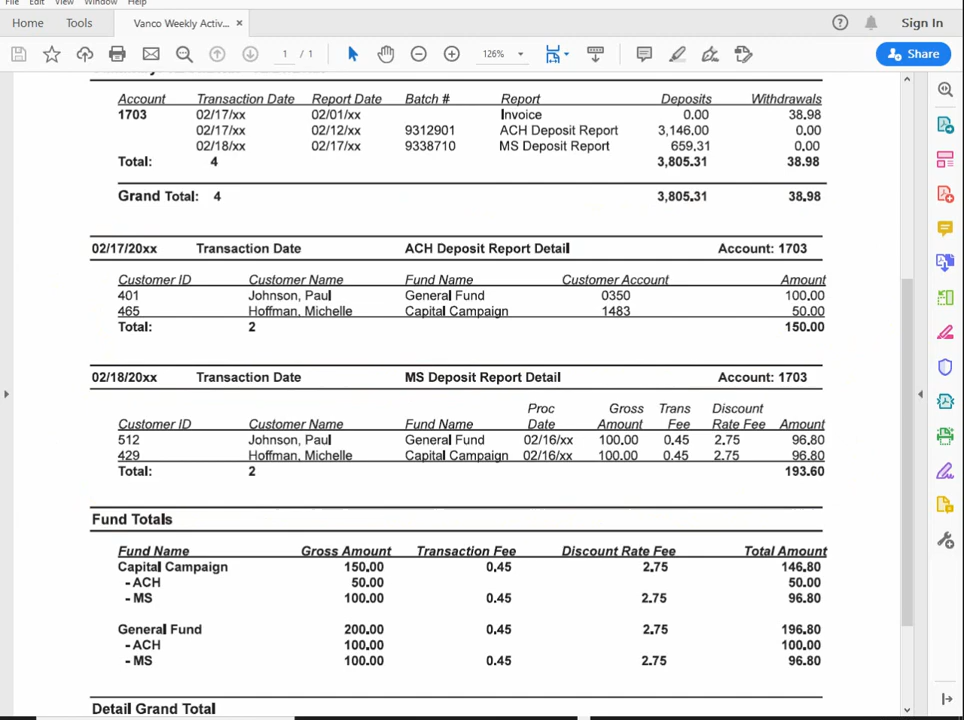 File Edit View Window Help
Home Tools Vanco Weekly Activ... × Sign In
1 / 1 126% Share
Account Transaction Date Report Date Batch # Report Deposits Withdrawals
1703 02/17/xx 02/01/xx Invoice 0.00 38.98
02/17/xx 02/12/xx 9312901 ACH Deposit Report 3,146.00 0.00
02/18/xx 02/17/xx 9338710 MS Deposit Report 659.31 0.00
Total: 4 3,805.31 38.98
Grand Total: 4 3,805.31 38.98
02/17/20xx Transaction Date ACH Deposit Report Detail Account: 1703
Customer ID Customer Name Fund Name Customer Account Amount
401 Johnson, Paul General Fund 0350 100.00
465 Hoffman, Michelle Capital Campaign 1483 50.00
Total: 2 150.00
02/18/20xx Transaction Date MS Deposit Report Detail Account: 1703
Proc Gross Trans Discount
Customer ID Customer Name Fund Name Date Amount Fee Rate Fee Amount
512 Johnson, Paul General Fund 02/16/xx 100.00 0.45 2.75 96.80
429 Hoffman, Michelle Capital Campaign 02/16/xx 100.00 0.45 2.75 96.80
Total: 2 193.60
Fund Totals
Fund Name Gross Amount Transaction Fee Discount Rate Fee Total Amount
Capital Campaign 150.00 0.45 2.75 146.80
- ACH 50.00 50.00
- MS 100.00 0.45 2.75 96.80
General Fund 200.00 0.45 2.75 196.80
- ACH 100.00 100.00
- MS 100.00 0.45 2.75 96.80
Detail Grand Total